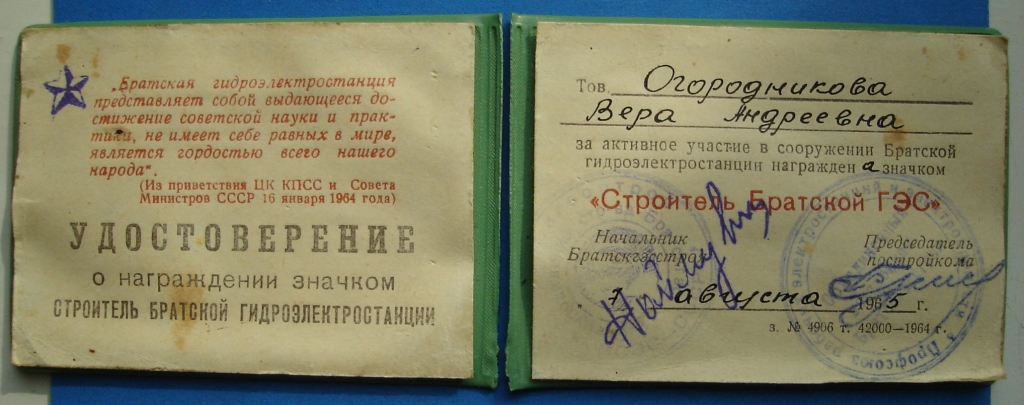 „Братская гидроэлектростанция
представляет собой выдающееся до-
стижение советской науки и прак-
тики, не имеет себе равных в мире,
является гордостью всего нашего
народа“.
(Из приветствия ЦК КПСС и Совета
Министров СССР 16 января 1964 года)
УДОСТОВЕРЕНИЕ
о награждении значком
СТРОИТЕЛЬ БРАТСКОЙ ГИДРОЭЛЕКТРОСТАНЦИИ
Тов. Огородникова
Вера Андреевна
за активное участие в сооружении Братской
гидроэлектростанции награжден а значком
«Строитель Братской ГЭС»
Начальник
Братскгэсстроя
Председатель
постройкома
7 августа 1965 г.
з. № 4906 т. 42000—1964 г.